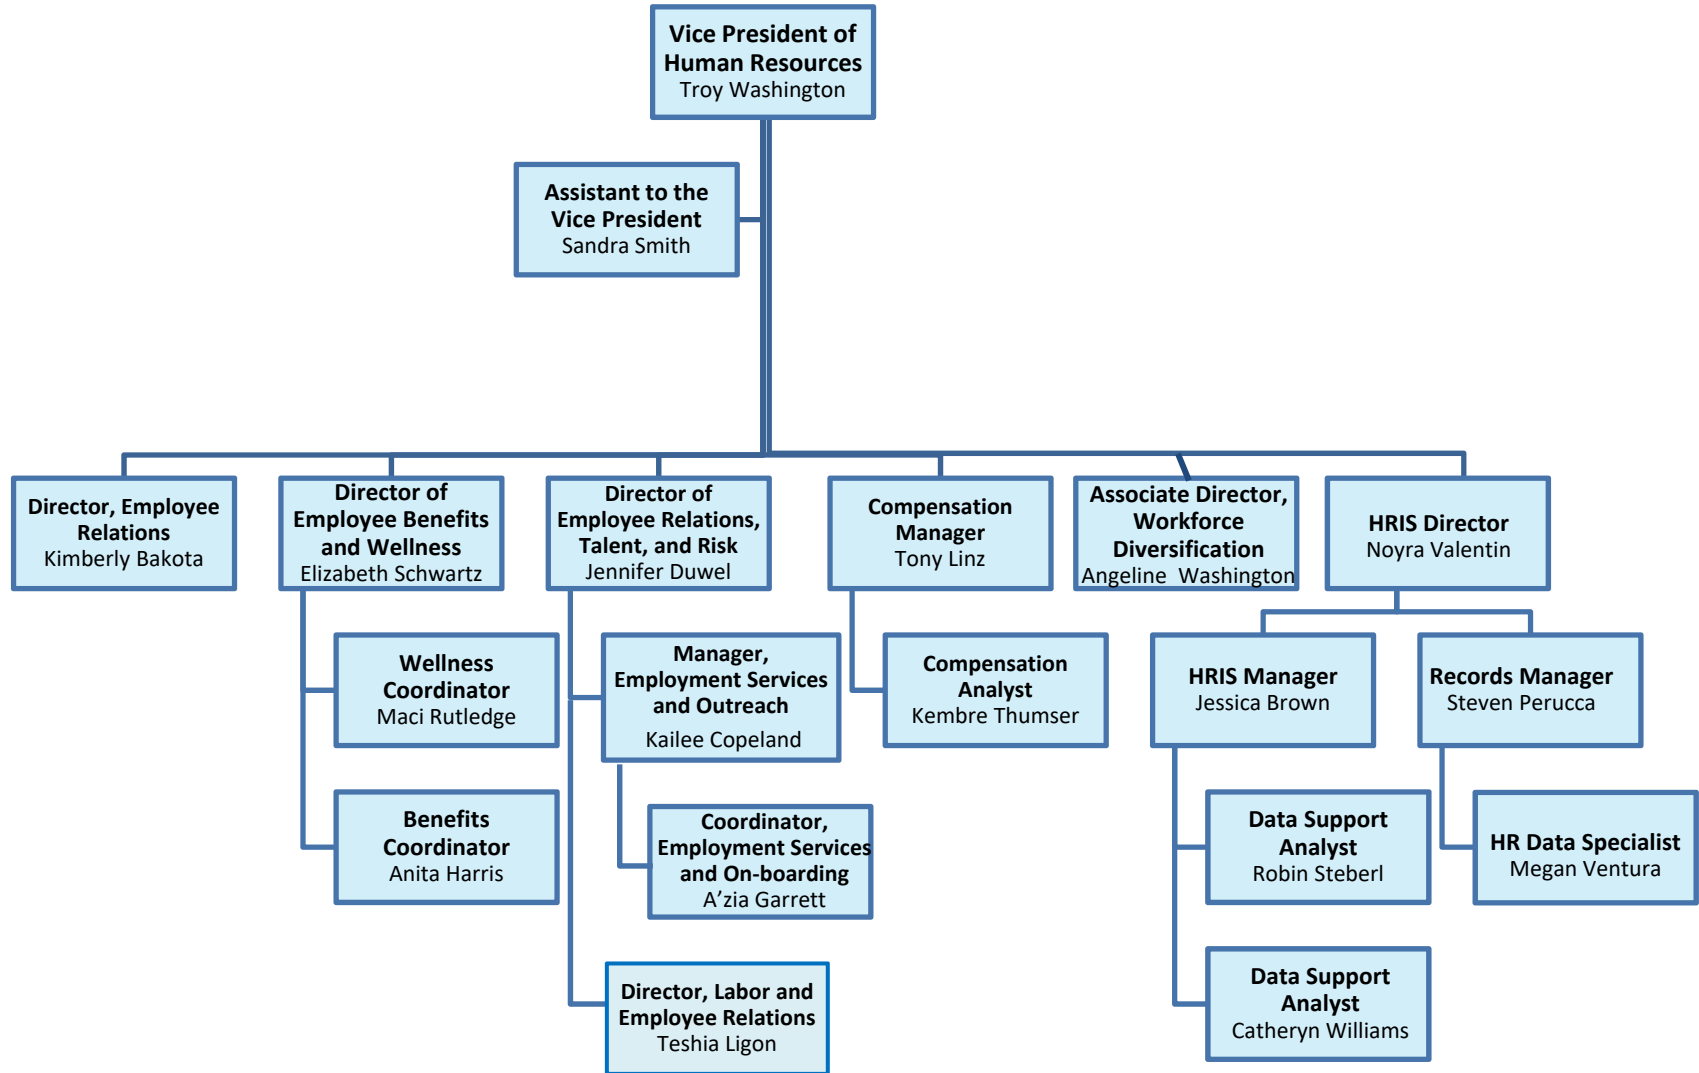 Vice President of
Human Resources
Troy Washington
Assistant to the
Vice President
Sandra Smith
Director, Employee
Relations
Kimberly Bakota
Director of
Employee Benefits
and Wellness
Elizabeth Schwartz
Director of
Employee Relations,
Talent, and Risk
Jennifer Duwel
Compensation
Manager
Tony Linz
Associate Director,
Workforce
Diversification
Angeline Washington
HRIS Director
Noyra Valentin
Wellness
Coordinator
Maci Rutledge
Manager,
Employment Services
and Outreach
Kailee Copeland
Compensation
Analyst
Kembre Thumser
HRIS Manager
Jessica Brown
Records Manager
Steven Perucca
Benefits
Coordinator
Anita Harris
Coordinator,
Employment Services
and On-boarding
A’zia Garrett
Data Support
Analyst
Robin Steberl
HR Data Specialist
Megan Ventura
Director, Labor and
Employee Relations
Teshia Ligon
Data Support
Analyst
Catheryn Williams